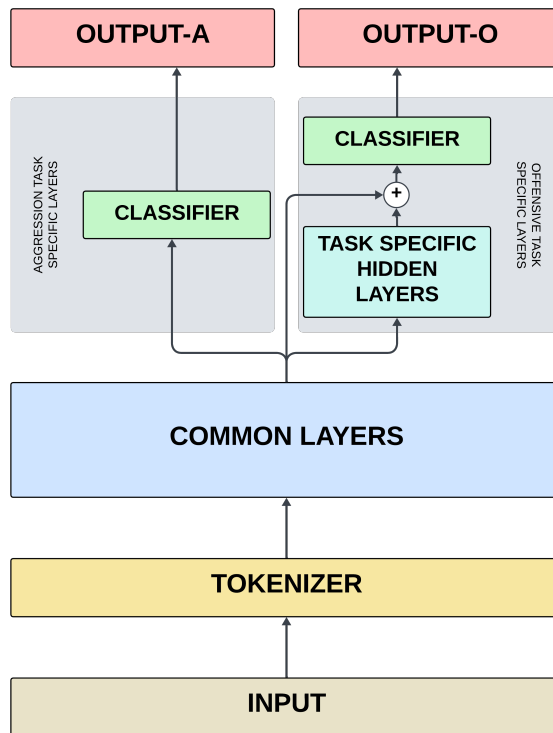 OUTPUT-A
OUTPUT-O
AGGRESSION TASK
SPECIFIC LAYERS
CLASSIFIER
CLASSIFIER
+
TASK SPECIFIC
HIDDEN
LAYERS
OFFENSIVE TASK
SPECIFIC LAYERS
COMMON LAYERS
TOKENIZER
INPUT